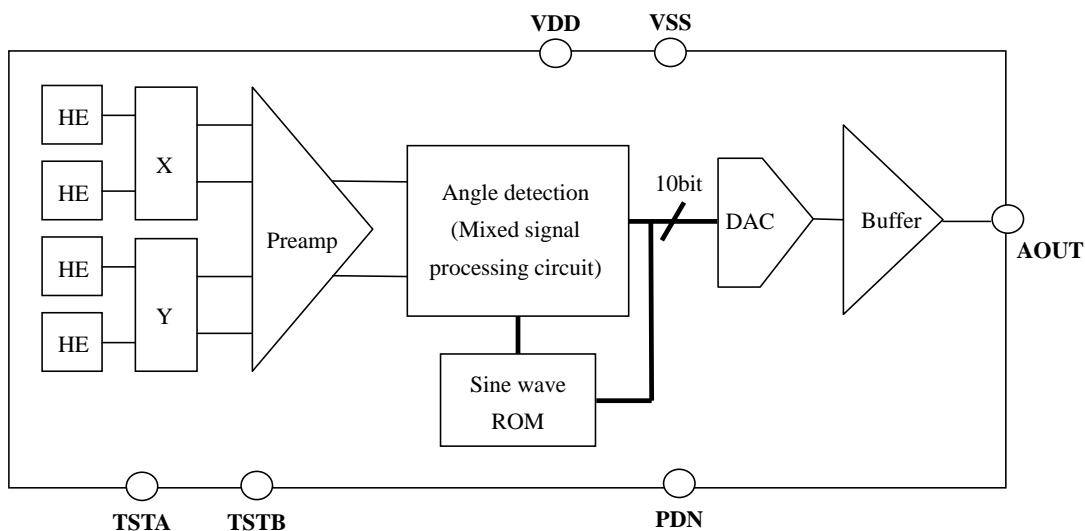 VDD
VSS
HE
HE
HE
HE
X
Y
Preamp
Angle detection
(Mixed signal
processing circuit)
Sine wave
ROM
10bit
DAC
Buffer
AOUT
TSTA
TSTB
PDN